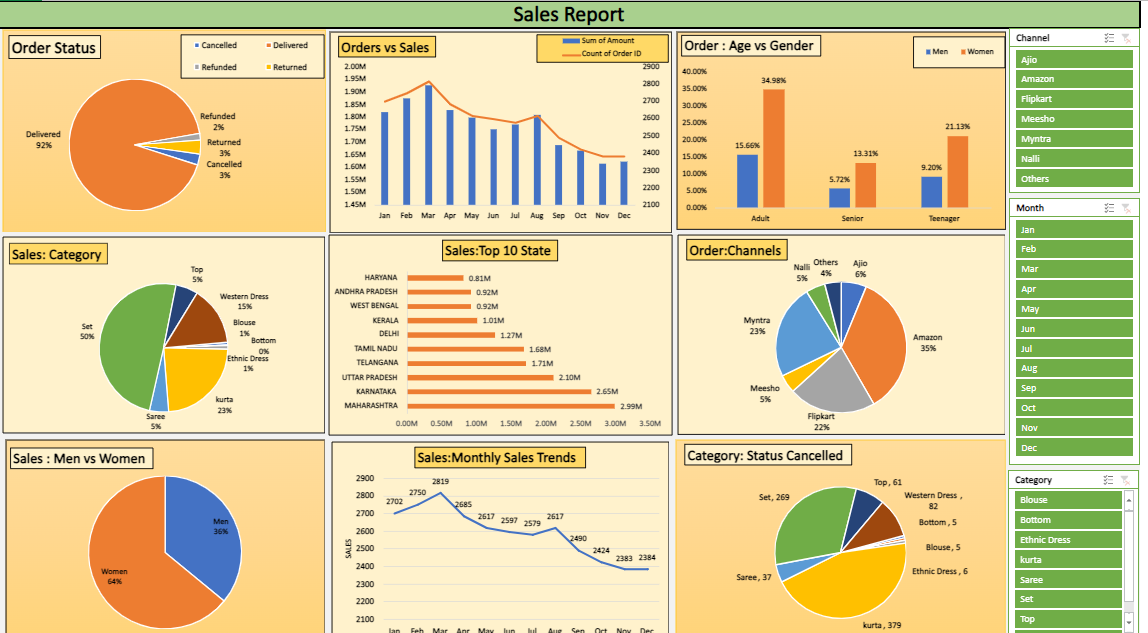 Sales Report
Order Status
Cancelled
Delivered
Refunded
Returned
Delivered
92%
Refunded
2%
Returned
3%
Cancelled
3%
Orders vs Sales
Sum of Amount
Count of Order ID
2.00M
1.95M
1.90M
1.85M
1.80M
1.75M
1.70M
1.65M
1.60M
1.55M
1.50M
1.45M
2900
2800
2700
2600
2500
2400
2300
2200
2100
Jan Feb Mar Apr May Jun Jul Aug Sep Oct Nov Dec
Order : Age vs Gender
Men
Women
40.00%
35.00%
30.00%
25.00%
20.00%
15.00%
10.00%
5.00%
0.00%
15.66%
34.98%
5.72%
13.31%
9.20%
21.13%
Adult Senior Teenager
Channel
Ajio
Amazon
Flipkart
Meesho
Myntra
Nalli
Others
Month
Jan
Feb
Mar
Apr
May
Jun
Jul
Aug
Sep
Oct
Nov
Dec
Sales: Category
Top
5%
Western Dress
15%
Blouse
1%
Bottom
0%
Ethnic Dress
1%
kurta
23%
Saree
5%
Set
50%
Sales:Top 10 State
HARYANA 0.81M
ANDHRA PRADESH 0.92M
WEST BENGAL 0.92M
KERALA 1.01M
DELHI 1.27M
TAMIL NADU 1.68M
TELANGANA 1.71M
UTTAR PRADESH 2.10M
KARNATAKA 2.65M
MAHARASHTRA 2.99M
0.00M 0.50M 1.00M 1.50M 2.00M 2.50M 3.00M 3.50M
Order:Channels
Nalli
5%
Others
4%
Ajio
6%
Amazon
35%
Flipkart
22%
Meesho
5%
Myntra
23%
Sales : Men vs Women
Men
36%
Women
64%
Sales:Monthly Sales Trends
SALES
2900
2800
2700
2600
2500
2400
2300
2200
2100
2702
2750
2819
2685
2617
2597
2579
2617
2490
2424
2383
2384
Jan Feb Mar Apr May Jun Jul Aug Sep Oct Nov Dec
Category: Status Cancelled
Top , 61
Western Dress ,
82
Bottom , 5
Blouse, 5
Ethnic Dress , 6
kurta , 379
Saree , 37
Set, 269
Category
Blouse
Bottom
Ethnic Dress
kurta
Saree
Set
Top